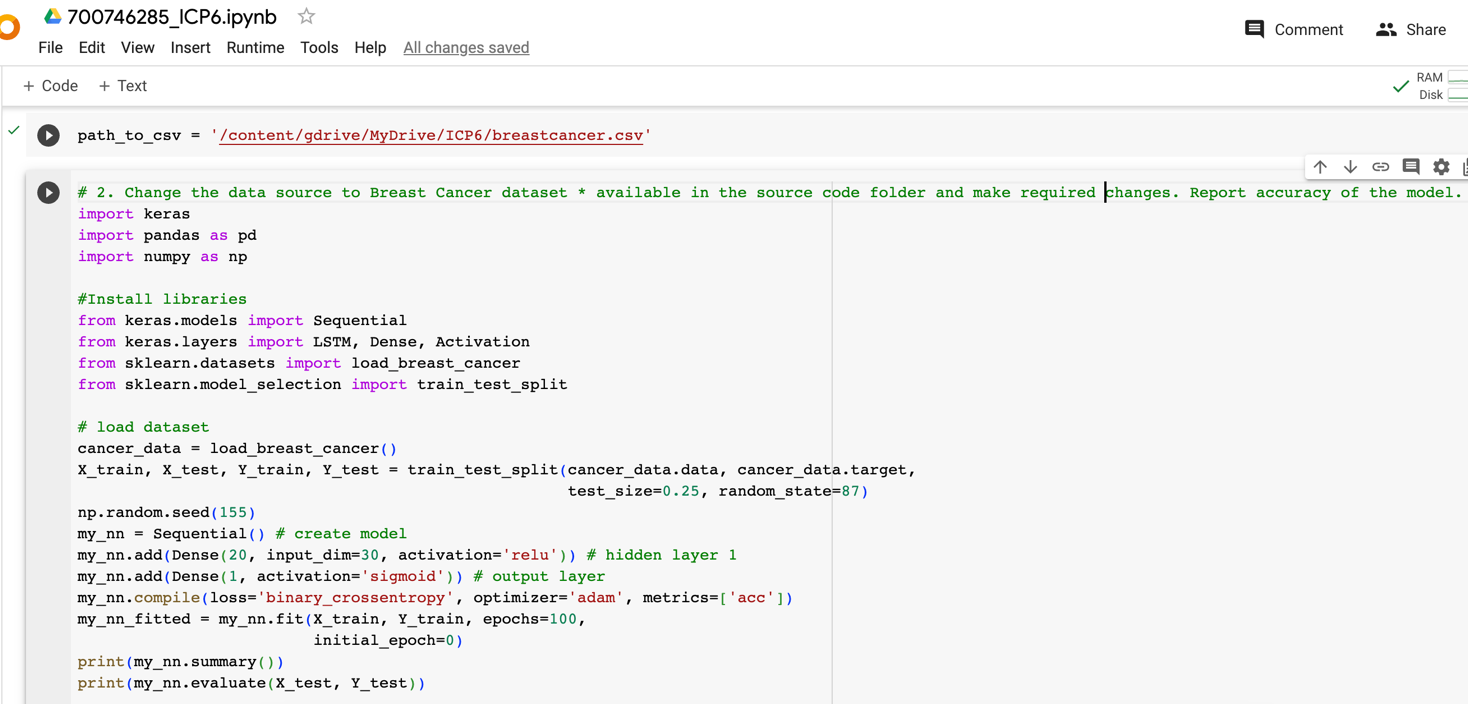 700746285_ICP6.ipynb
Comment Share
File Edit View Insert Runtime Tools Help All changes saved
+ Code + Text
RAM
Disk
path_to_csv = '/content/gdrive/MyDrive/ICP6/breastcancer.csv'
# 2. Change the data source to Breast Cancer dataset * available in the source code folder and make required changes. Report accuracy of the model.
import keras
import pandas as pd
import numpy as np
#Install libraries
from keras.models import Sequential
from keras.layers import LSTM, Dense, Activation
from sklearn.datasets import load_breast_cancer
from sklearn.model_selection import train_test_split
# load dataset
cancer_data = load_breast_cancer()
X_train, X_test, Y_train, Y_test = train_test_split(cancer_data.data, cancer_data.target,
test_size=0.25, random_state=87)
np.random.seed(155)
my_nn = Sequential() # create model
my_nn.add(Dense(20, input_dim=30, activation='relu')) # hidden layer 1
my_nn.add(Dense(1, activation='sigmoid')) # output layer
my_nn.compile(loss='binary_crossentropy', optimizer='adam', metrics=['acc'])
my_nn_fitted = my_nn.fit(X_train, Y_train, epochs=100,
initial_epoch=0)
print(my_nn.summary())
print(my_nn.evaluate(X_test, Y_test))